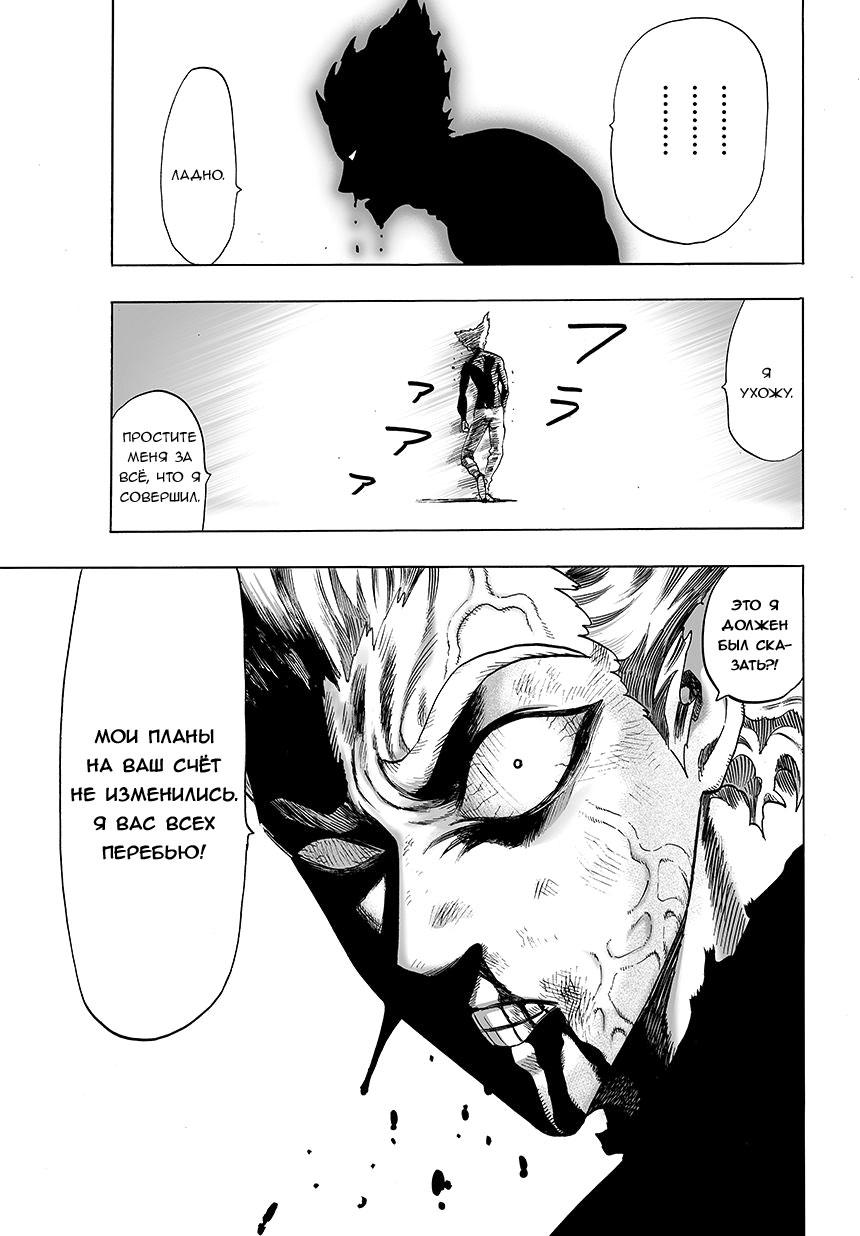 ………
………
………
ЛАДНО.
Я
УХОЖУ.
ПРОСТИТЕ
МЕНЯ ЗА
ВСЁ, ЧТО Я
СОВЕРШИЛ.
ЭТО Я
ДОЛЖЕН
БЫЛ СКА-
ЗАТЬ?!
МОИ ПЛАНЫ
НА ВАШ СЧЁТ
НЕ ИЗМЕНИЛИСЬ.
Я ВАС ВСЕХ
ПЕРЕБЬЮ!